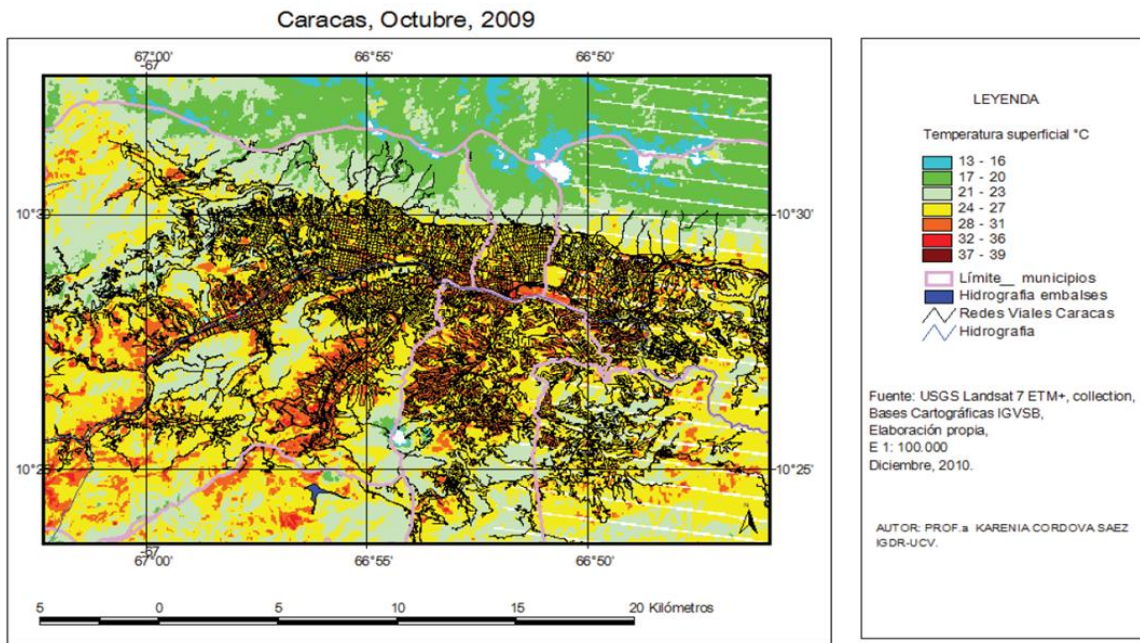 Caracas, Octubre, 2009
67°00'
-67
66°55'
66°50'
10°30'
10°30'
10°25'
10°25'
-67
67°00'
66°55'
66°50'
5 0 5 10 15 20 Kilómetros
LEYENDA
Temperatura superficial °C
13 - 16
17 - 20
21 - 23
24 - 27
28 - 31
32 - 36
37 - 39
Límite__ municipios
Hidrografia embalses
Redes Viales Caracas
Hidrografia
Fuente: USGS Landsat 7 ETM+, collection,
Bases Cartográficas IGVSB,
Elaboración propia,
E 1: 100.000
Diciembre, 2010.
AUTOR: PROF.a KARENIA CORDOVA SAEZ
IGDR-UCV.